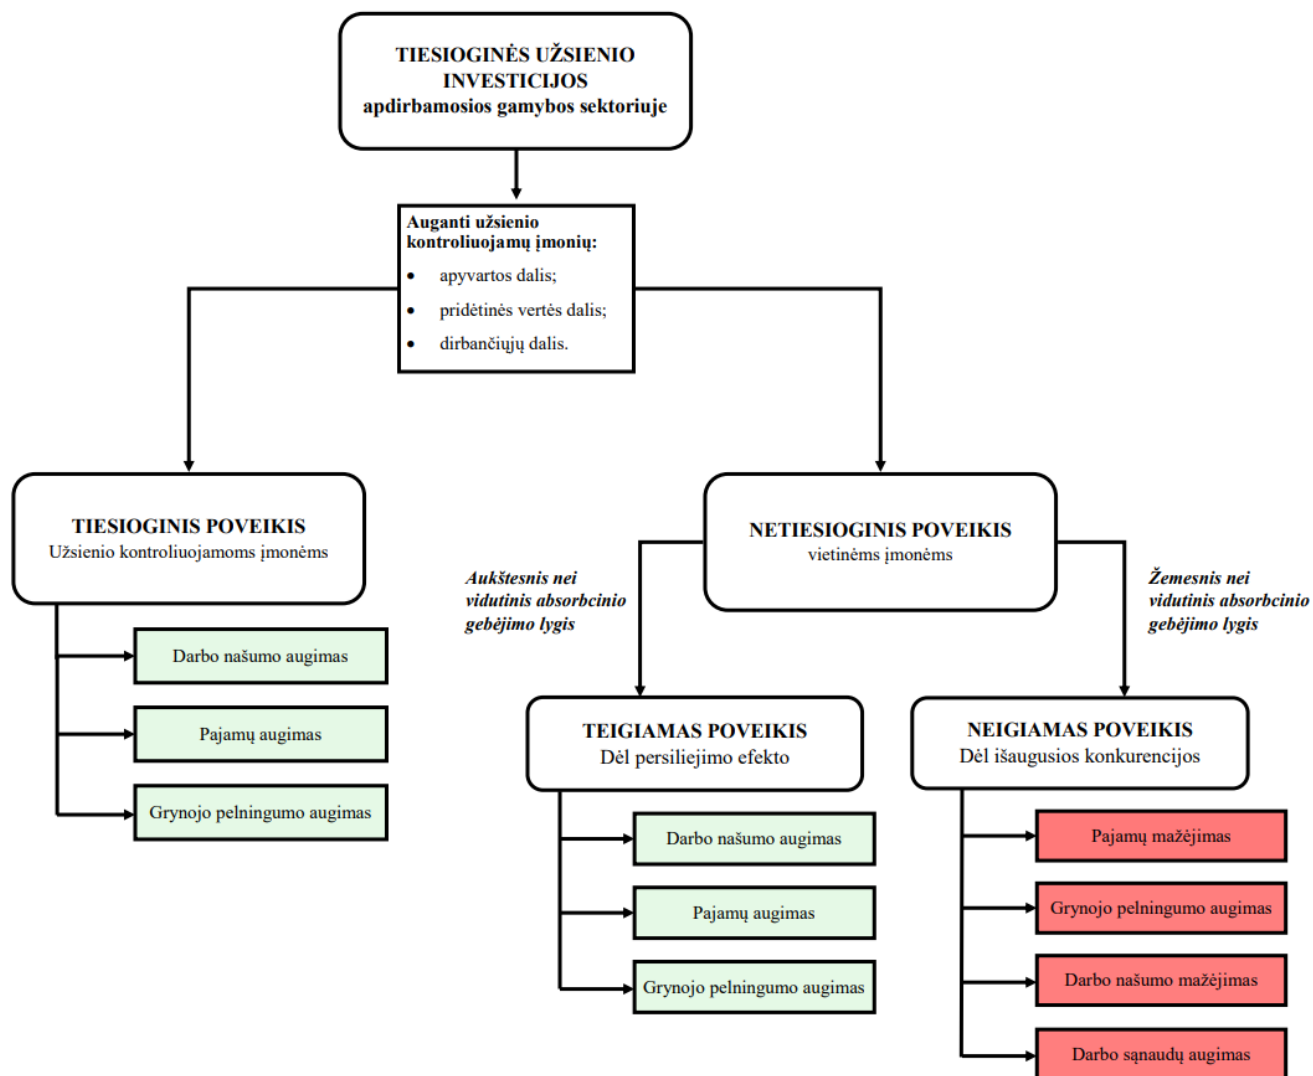 TIESIOGINĖS UŽSIENIO
INVESTICIJOS
apdirbamosios gamybos sektoriuje
Auganti užsienio
kontroliuojamų įmonių:
• apyvartos dalis;
• pridėtinės vertės dalis;
• dirbančiųjų dalis.
TIESIOGINIS POVEIKIS
Užsienio kontroliuojamoms įmonėms
Darbo našumo augimas
Pajamų augimas
Grynojo pelningumo augimas
NETIESIOGINIS POVEIKIS
vietinėms įmonėms
Aukštesnis nei
vidutinis absorbcinio
gebėjimo lygis
Žemesnis nei
vidutinis absorbcinio
gebėjimo lygis
TEIGIAMAS POVEIKIS
Dėl persiliejimo efekto
Darbo našumo augimas
Pajamų augimas
Grynojo pelningumo augimas
NEIGIAMAS POVEIKIS
Dėl išaugusios konkurencijos
Pajamų mažėjimas
Grynojo pelningumo augimas
Darbo našumo mažėjimas
Darbo sąnaudų augimas